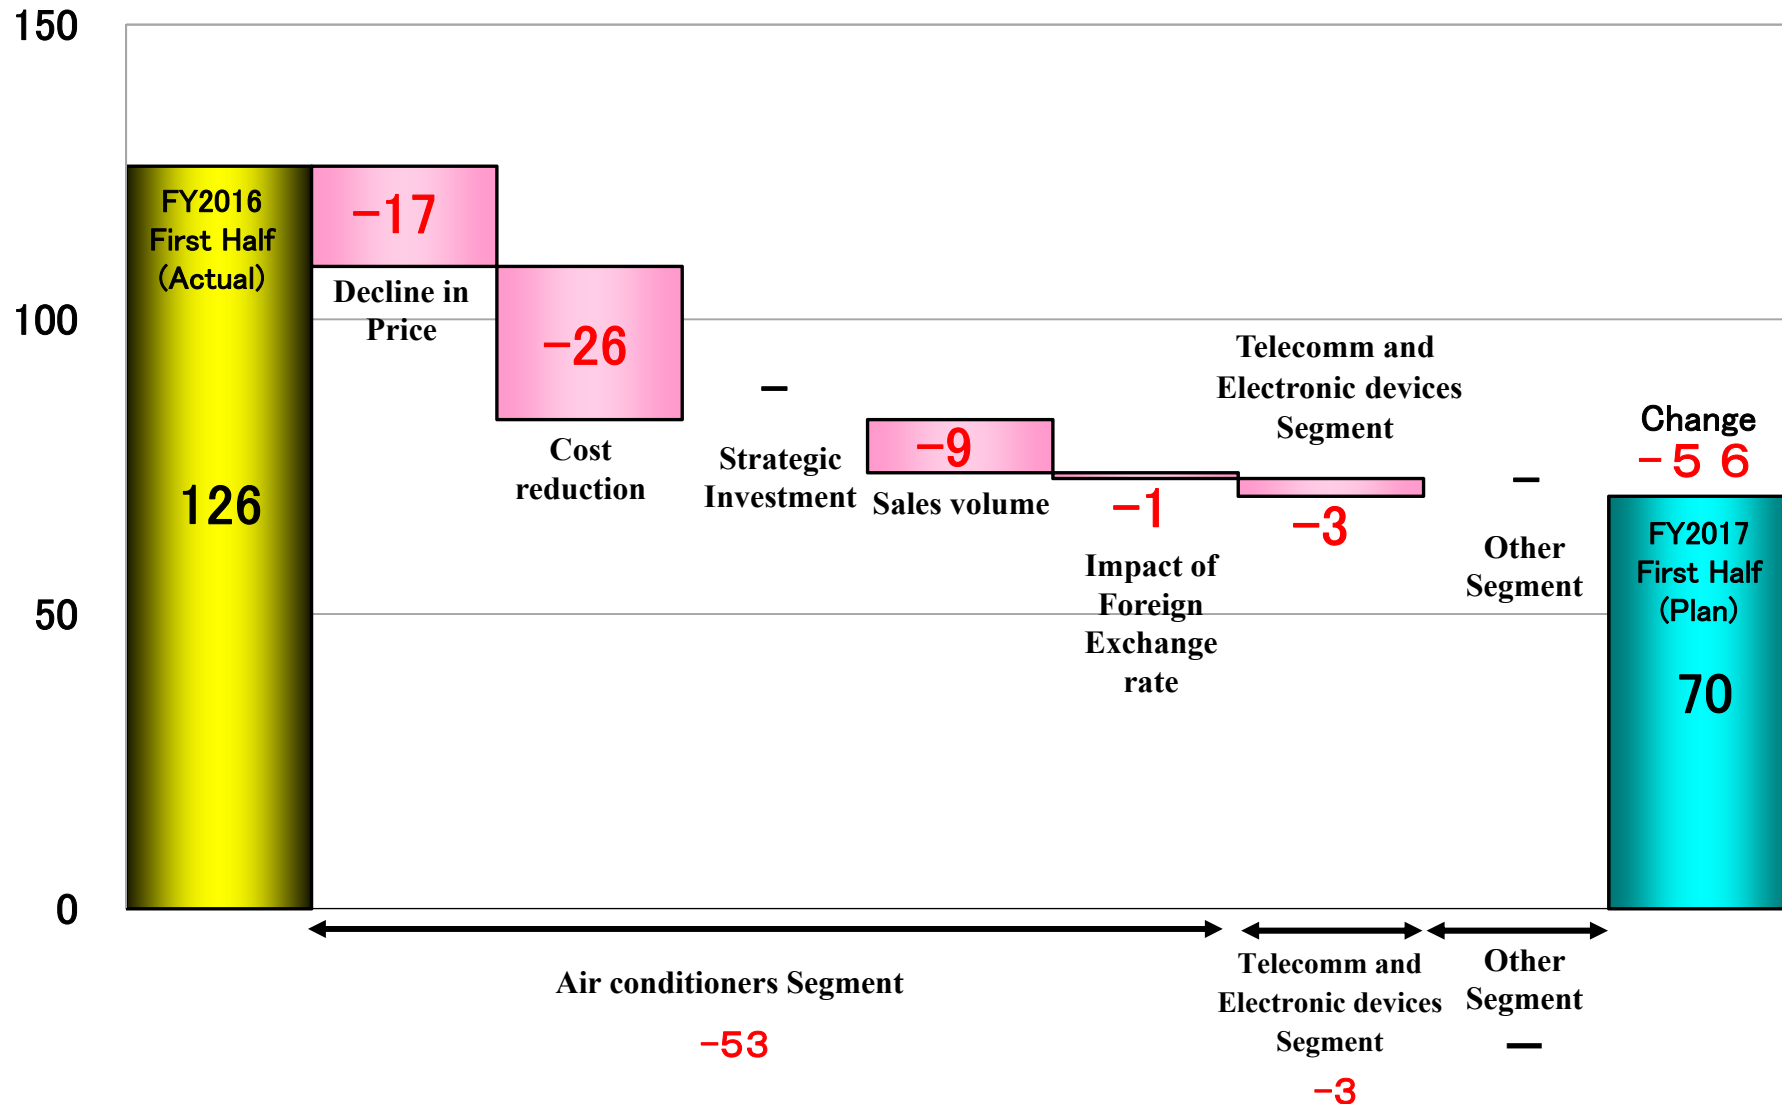 150
100
50
0
FY2016
First Half
(Actual)
126
−17
Decline in
Price
−26
Cost
reduction
−
Strategic
Investment
−9
Sales volume
−1
Impact of
Foreign
Exchange
rate
Telecomm and
Electronic devices
Segment
−3
−
Other
Segment
Change
−５６
FY2017
First Half
(Plan)
70
Air conditioners Segment
−53
Telecomm and
Electronic devices
Segment
−3
Other
Segment
−